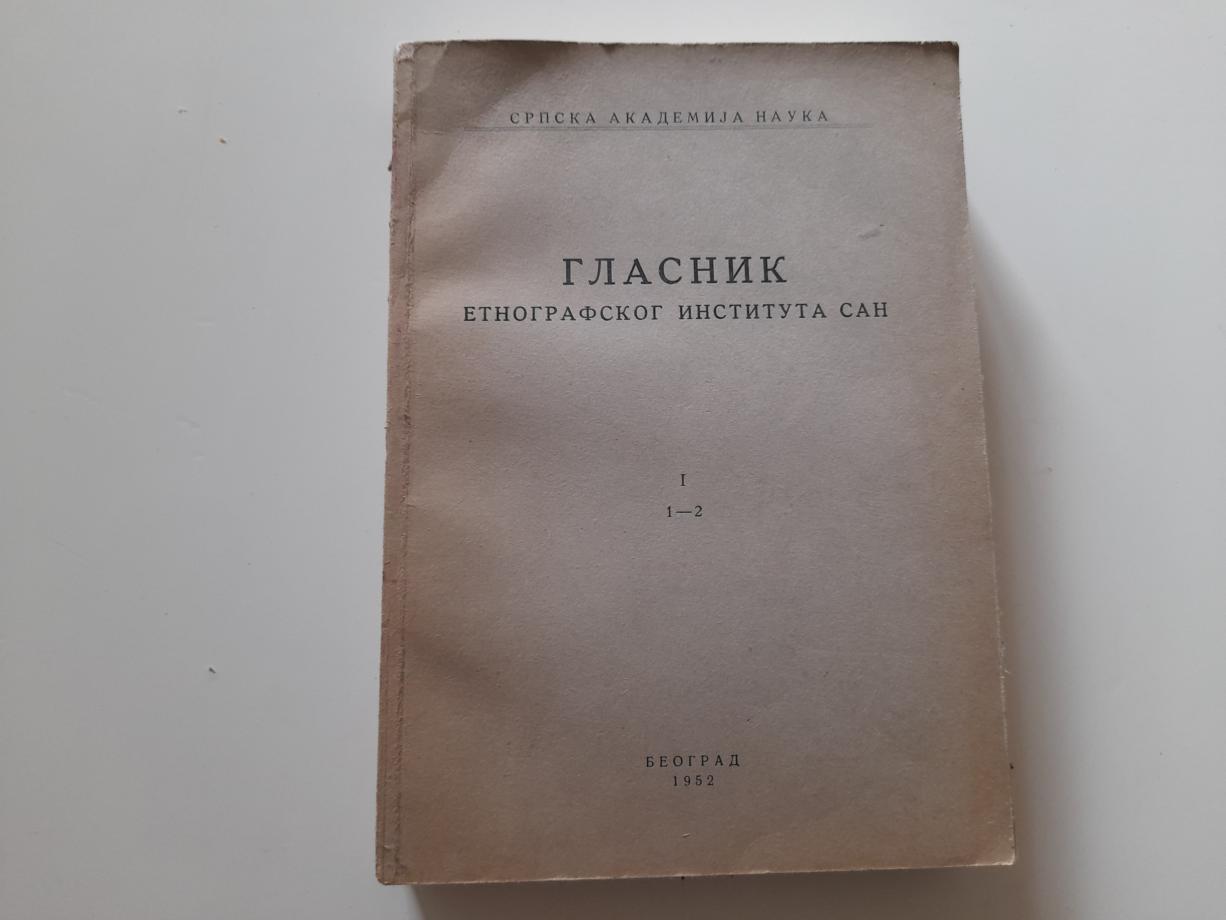 СРПСКА АКАДЕМИЈА НАУКА
ГЛАСНИК
ЕТНОГРАФСКОГ ИНСТИТУТА САН
I
1—2
БЕОГРАД
1952